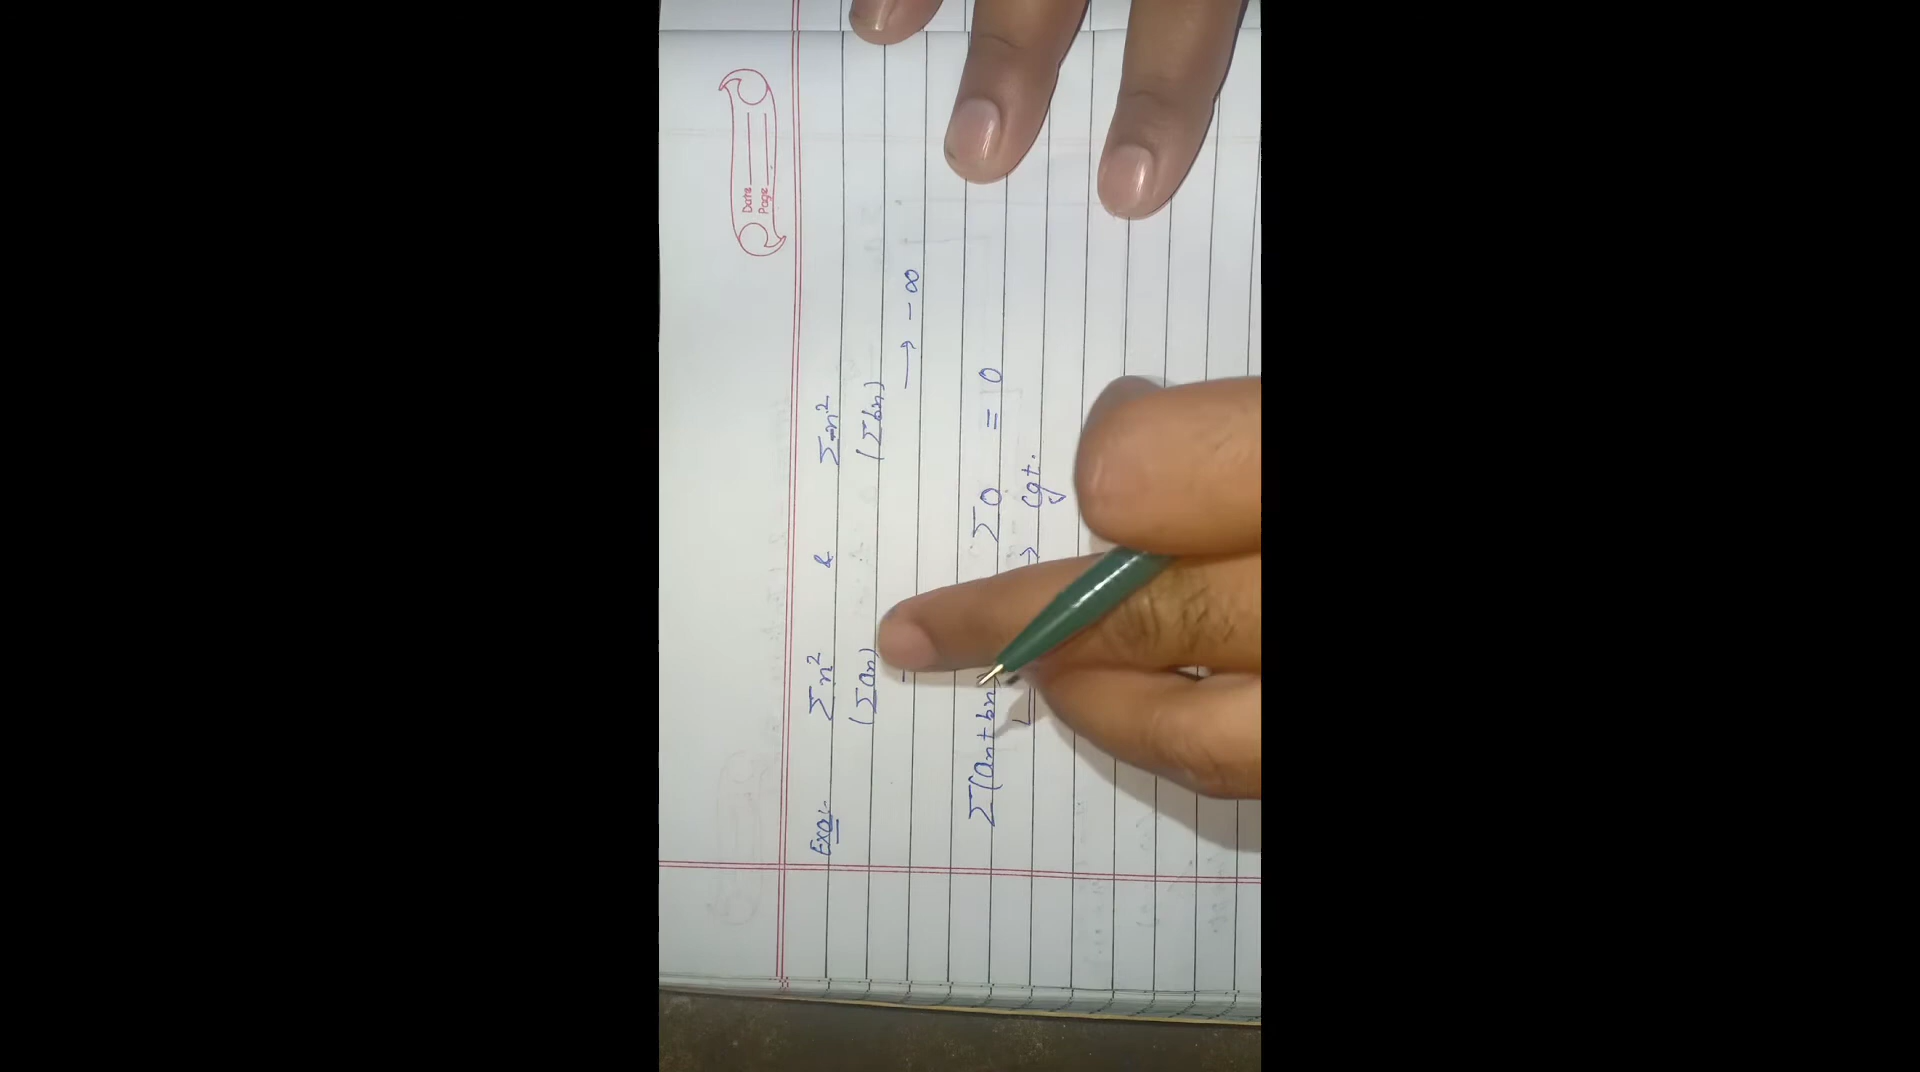 Date
Page
Exa:- Σn² & Σ-n²
(Σan) (Σbn)
→ -∞
Σ(an+bn) Σ0 = 0
→ cgt.